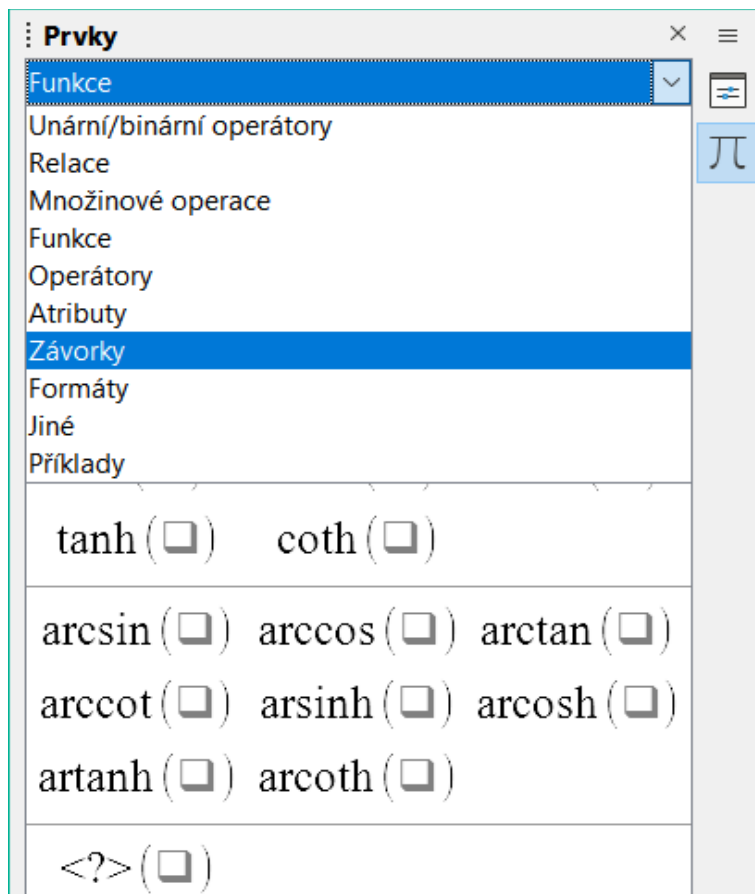 Prvky
Funkce
Unární/binární operátory
Relace
Množinové operace
Funkce
Operátory
Atributy
Závorky
Formáty
Jiné
Příklady
tanh(❏) coth(❏)
arcsin(❏) arccos(❏) arctan(❏)
arccot(❏) arsinh(❏) arcosh(❏)
artanh(❏) arcoth(❏)
<?>(❏)